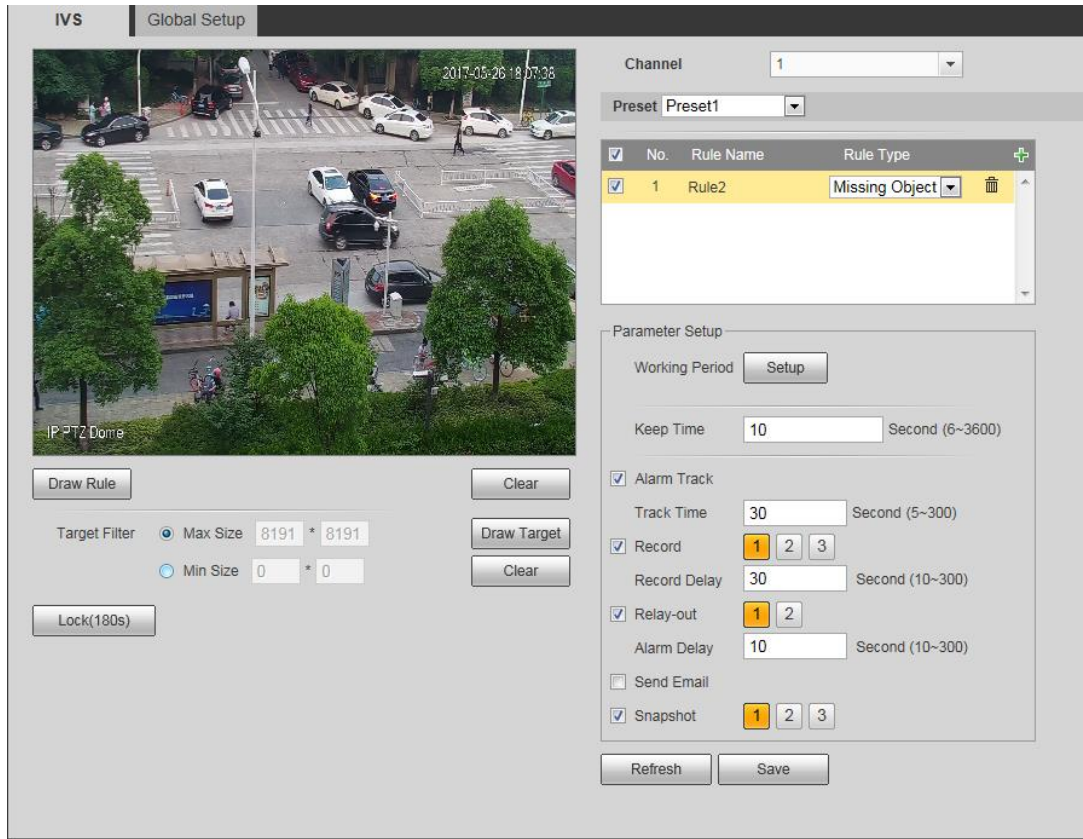 IVS Global Setup
2017-05-26 18:07:38
IP PTZ Dome
Draw Rule Clear
Target Filter Max Size 8191 * 8191 Draw Target
Min Size 0 * 0 Clear
Lock(180s)
Channel 1
Preset Preset1
No. Rule Name Rule Type
1 Rule2 Missing Object
Parameter Setup
Working Period Setup
Keep Time 10 Second (6~3600)
Alarm Track
Track Time 30 Second (5~300)
Record 1 2 3
Record Delay 30 Second (10~300)
Relay-out 1 2
Alarm Delay 10 Second (10~300)
Send Email
Snapshot 1 2 3
Refresh Save